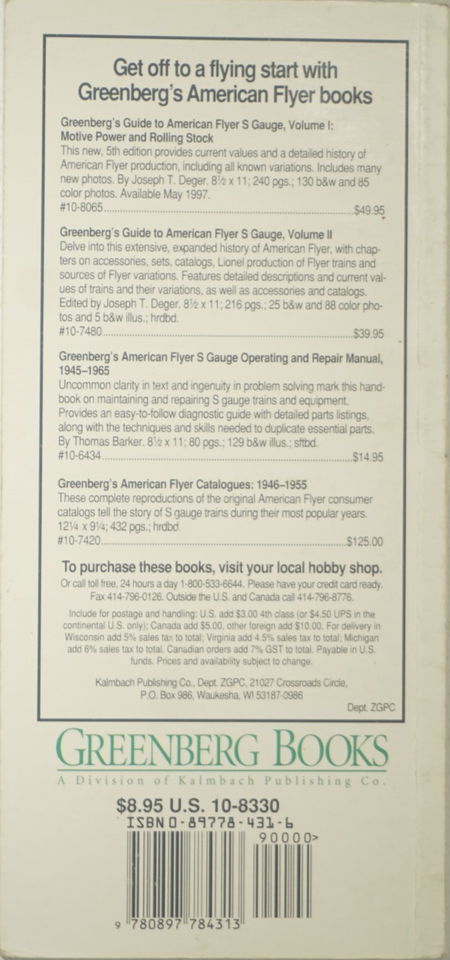 Get off to a flying start with
Greenberg's American Flyer books
Greenberg's Guide to American Flyer S Gauge, Volume I:
Motive Power and Rolling Stock
This new, 5th edition provides current values and a detailed history of
American Flyer production, including all known variations. Includes many
new photos. By Joseph T. Deger. 8½ x 11; 240 pgs.; 130 b&w and 85
color photos. Available May 1997.
#10-8065....................$49.95
Greenberg's Guide to American Flyer S Gauge, Volume II
Delve into this extensive, expanded history of American Flyer, with chap-
ters on accessories, sets, catalogs, Lionel production of Flyer trains and
sources of Flyer variations. Features detailed descriptions and current val-
ues of trains and their variations, as well as accessories and catalogs.
Edited by Joseph T. Deger. 8½ x 11; 216 pgs.; 25 b&w and 88 color pho-
tos and 5 b&w illus.; hrdbd.
#10-7480....................$39.95
Greenberg's American Flyer S Gauge Operating and Repair Manual,
1945–1965
Uncommon clarity in text and ingenuity in problem solving mark this hand-
book on maintaining and repairing S gauge trains and equipment.
Provides an easy-to-follow diagnostic guide with detailed parts listings,
along with the techniques and skills needed to duplicate essential parts.
By Thomas Barker. 8½ x 11; 80 pgs.; 129 b&w illus.; sftbd.
#10-6434....................$14.95
Greenberg's American Flyer Catalogues: 1946–1955
These complete reproductions of the original American Flyer consumer
catalogs tell the story of S gauge trains during their most popular years.
12¼ x 9¼; 432 pgs.; hrdbd.
#10-7420....................$125.00
To purchase these books, visit your local hobby shop.
Or call toll free, 24 hours a day 1-800-533-6644. Please have your credit card ready.
Fax 414-796-0126. Outside the U.S. and Canada call 414-796-8776.
Include for postage and handling: U.S. add $3.00 4th class (or $4.50 UPS in the
continental U.S. only); Canada add $5.00, other foreign add $10.00. For delivery in
Wisconsin add 5% sales tax to total; Virginia add 4.5% sales tax to total; Michigan
add 6% sales tax to total. Canadian orders add 7% GST to total. Payable in U.S.
funds. Prices and availability subject to change.
Kalmbach Publishing Co., Dept. ZGPC, 21027 Crossroads Circle,
P.O. Box 986, Waukesha, WI 53187-0986
Dept. ZGPC
GREENBERG BOOKS
A Division of Kalmbach Publishing Co.
$8.95 U.S. 10-8330
ISBN 0-89778-431-6
90000>
9 780897 784313